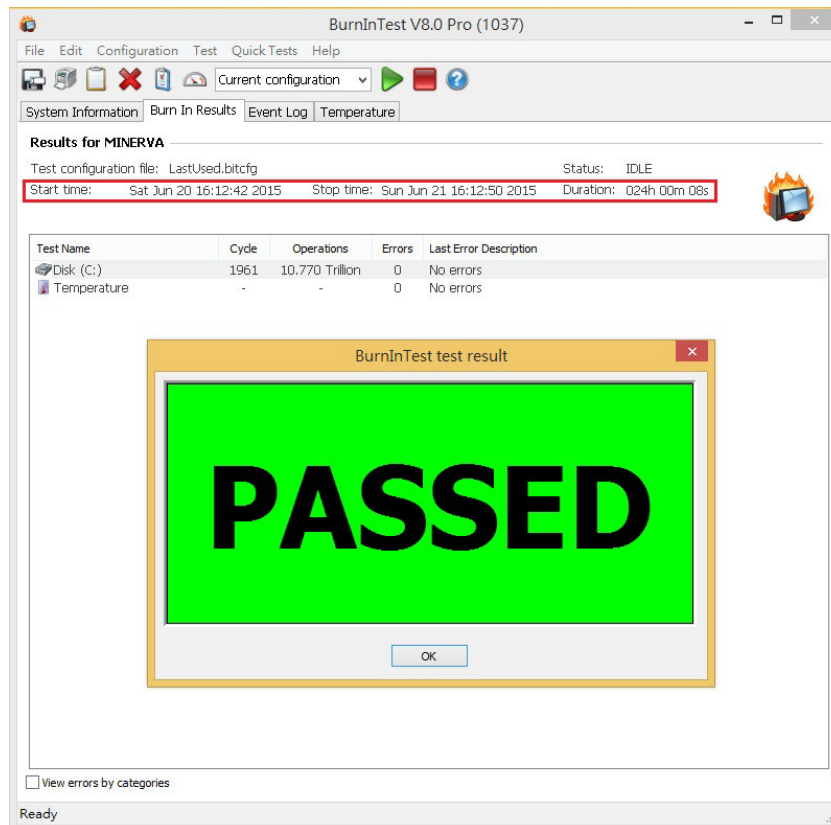 BurnInTest V8.0 Pro (1037)
File Edit Configuration Test Quick Tests Help
Current configuration
System Information Burn In Results Event Log Temperature
Results for MINERVA
Test configuration file: LastUsed.bitcfg Status: IDLE
Start time: Sat Jun 20 16:12:42 2015 Stop time: Sun Jun 21 16:12:50 2015 Duration: 024h 00m 08s
Test Name Cycle Operations Errors Last Error Description
Disk (C:) 1961 10.770 Trillion 0 No errors
Temperature - - 0 No errors
BurnInTest test result
PASSED
OK
View errors by categories
Ready